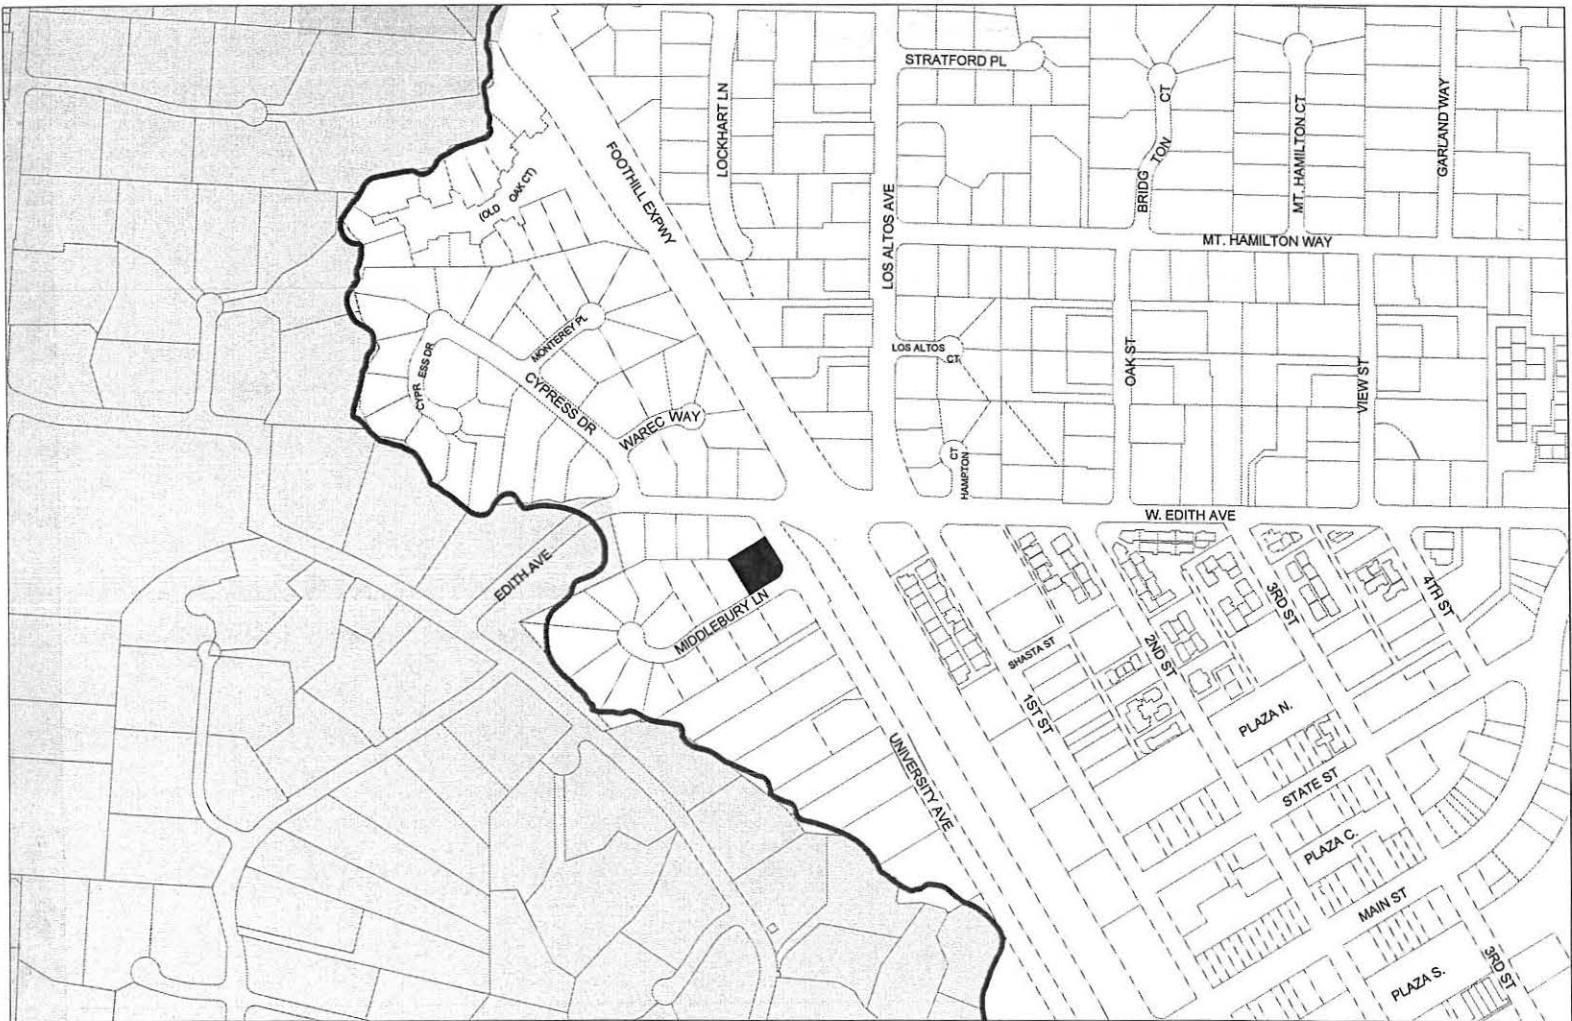 STRATFORD PL
LOCKHART LN
BRIDG TON CT
MT. HAMILTON CT
GARLAND WAY
(OLD OAK CT)
FOOTHILL EXPWY
LOS ALTOS AVE
MT. HAMILTON WAY
MONTEREY PL
CYPR ESS DR
CYPRESS DR
WAREC WAY
LOS ALTOS
CT
OAK ST
VIEW ST
HAMPTON
CT
W. EDITH AVE
EDITH AVE
MIDDLEBURY LN
SHASTA ST
1ST ST
2ND ST
3RD ST
4TH ST
UNIVERSITY AVE
PLAZA N.
STATE ST
PLAZA C.
MAIN ST
PLAZA S.
3RD ST